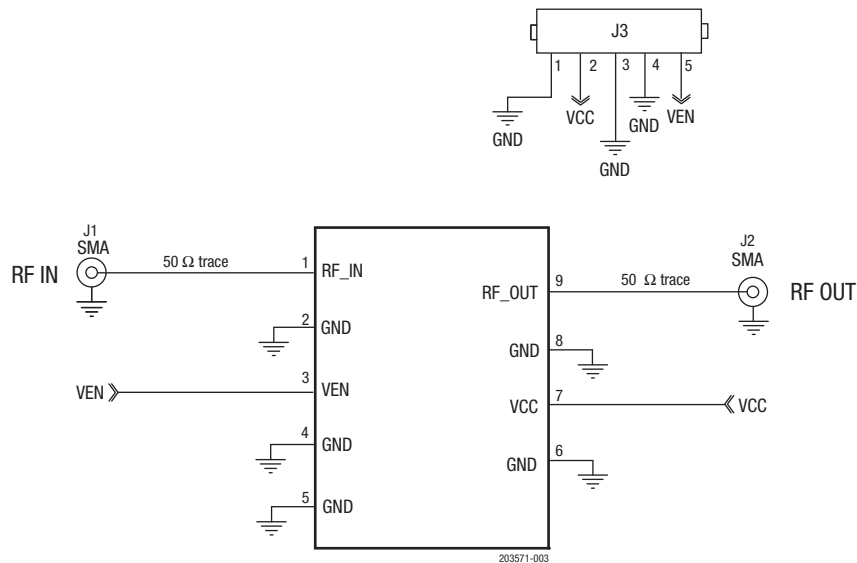 J3
1 2 3 4 5
GND
VCC
GND
VEN
GND
J1
SMA
RF IN
50 Ω trace
1 RF_IN
2 GND
VEN
3 VEN
4 GND
5 GND
J2
SMA
RF OUT
50 Ω trace
RF_OUT 9
GND 8
VCC 7
VCC
GND 6
203571-003